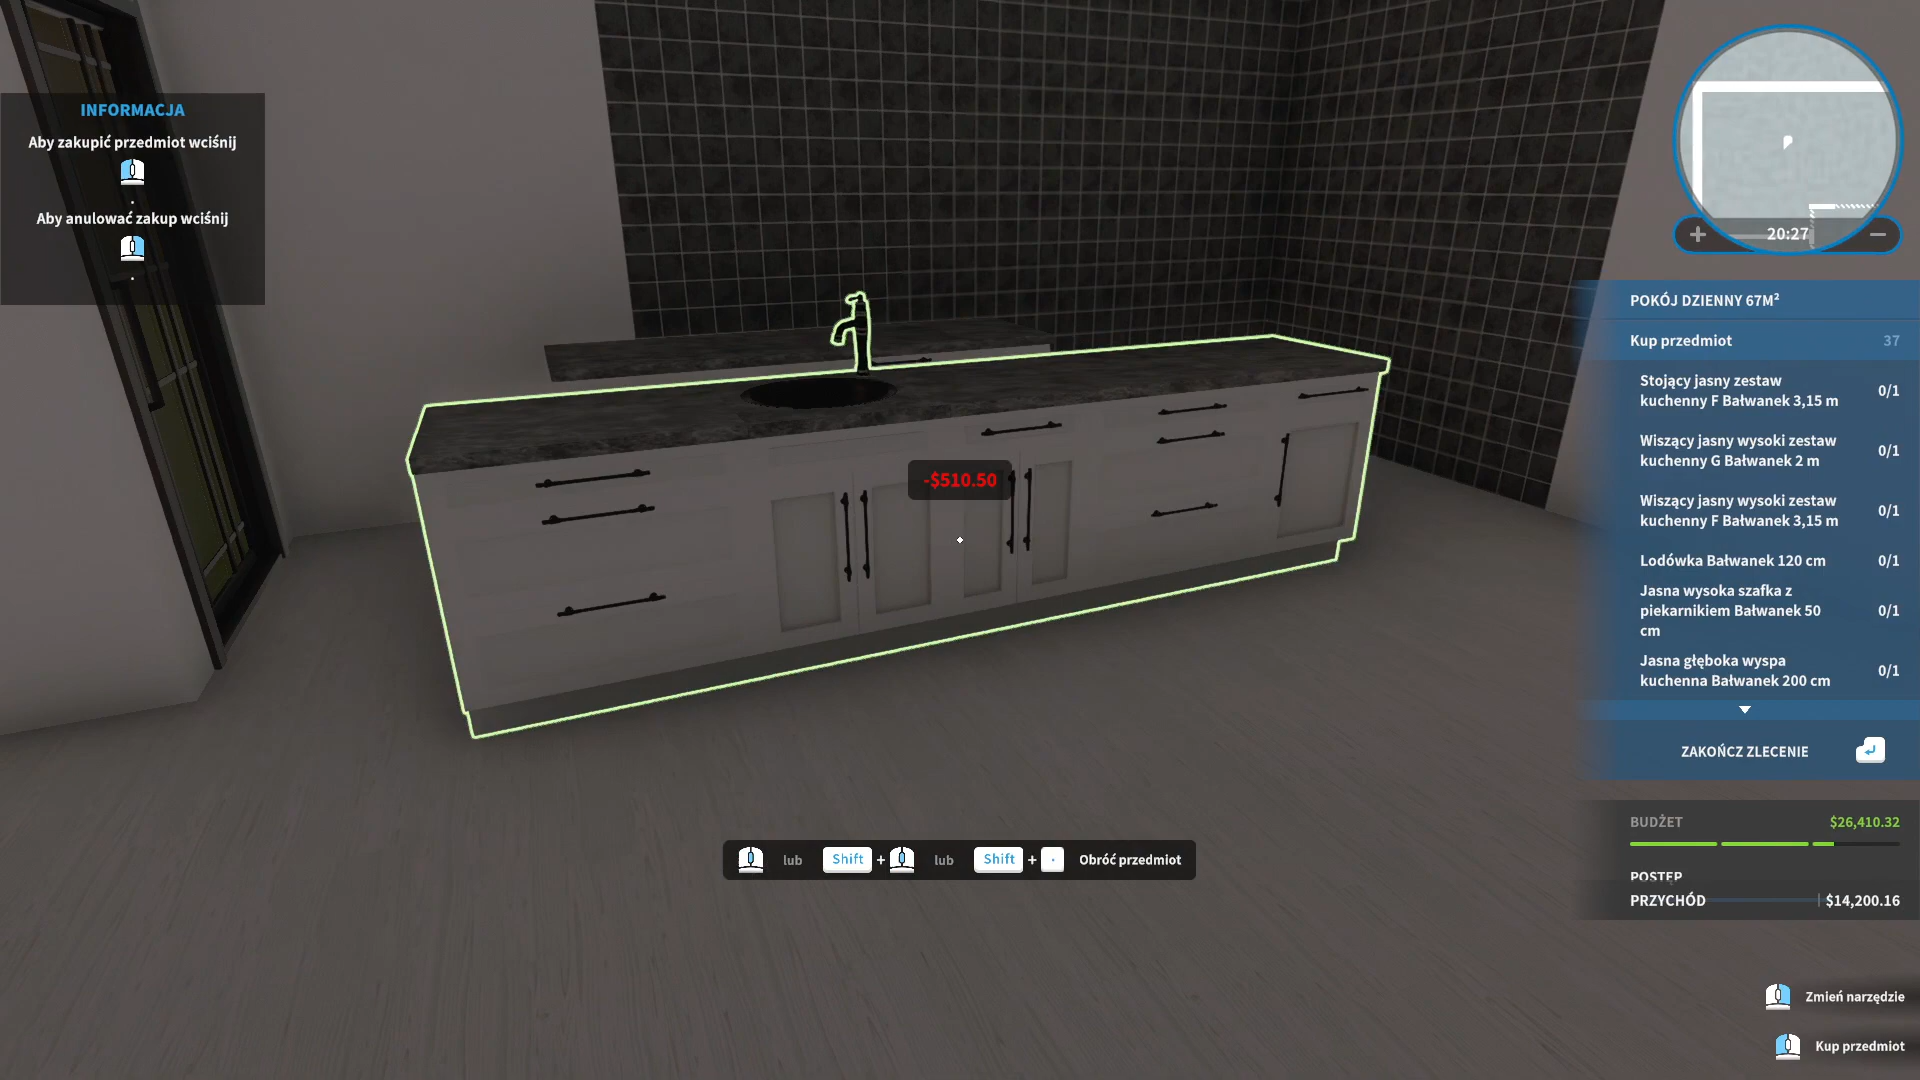 INFORMACJA
Aby zakupić przedmiot wciśnij
.
Aby anulować zakup wciśnij
.
20:27
POKÓJ DZIENNY 67M²
Kup przedmiot 37
Stojący jasny zestaw
kuchenny F Bałwanek 3,15 m 0/1
Wiszący jasny wysoki zestaw
kuchenny G Bałwanek 2 m 0/1
Wiszący jasny wysoki zestaw
kuchenny F Bałwanek 3,15 m 0/1
Lodówka Bałwanek 120 cm 0/1
Jasna wysoka szafka z
piekarnikiem Bałwanek 50 0/1
cm
Jasna głęboka wyspa
kuchenna Bałwanek 200 cm 0/1
ZAKOŃCZ ZLECENIE
-$510.50
BUDŻET $26,410.32
POSTĘP
PRZYCHÓD $14,200.16
lub Shift + lub Shift + . Obróć przedmiot
Zmień narzędzie
Kup przedmiot